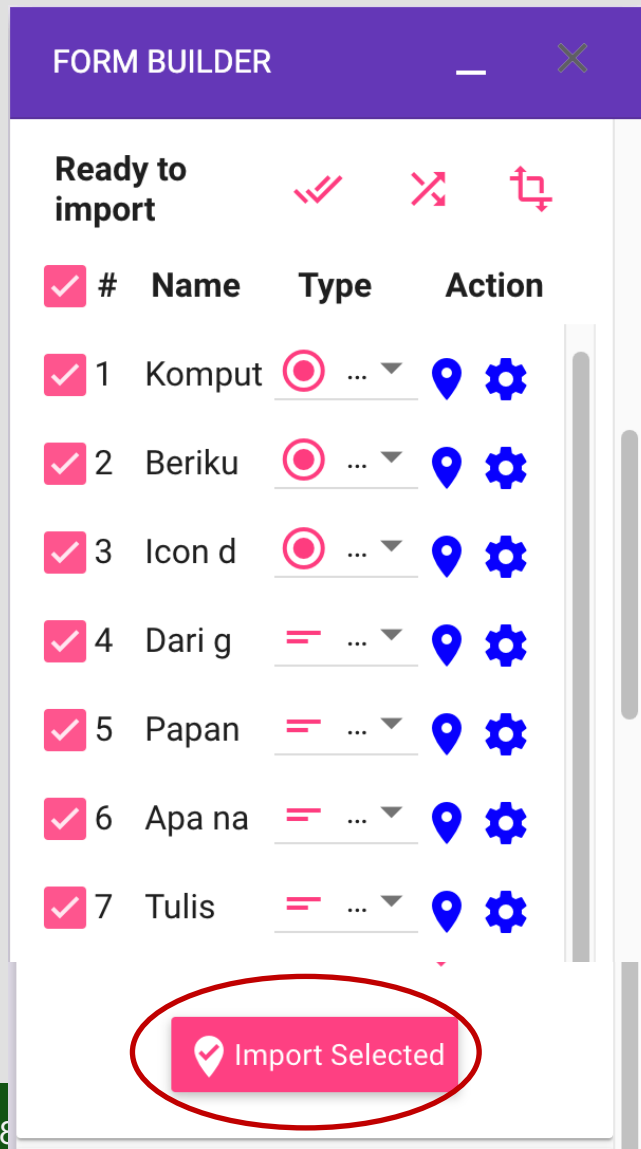 FORM BUILDER
Ready to
import
# Name Type Action
1 Komput ...
2 Beriku ...
3 Icon d ...
4 Dari g ...
5 Papan ...
6 Apa na ...
7 Tulis ...
Import Selected